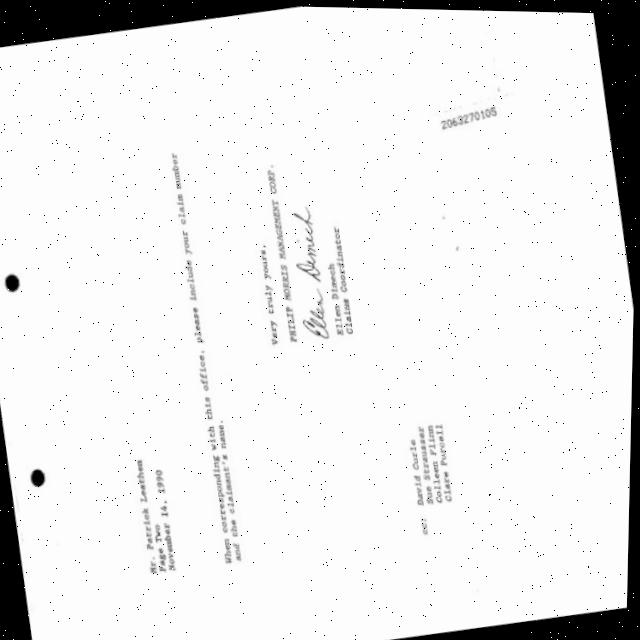 Mr. Patrick Leathem
Page Two
November 14, 1990
When corresponding with this office, please include your claim number
and the claimant's name.
Very truly yours,
PHILIP MORRIS MANAGEMENT CORP.
Ellen Dimech
Ellen Dimech
Claims Coordinator
cc: David Curle
Sue Strausser
Colleen Flinn
Clare Purcell
2063270105